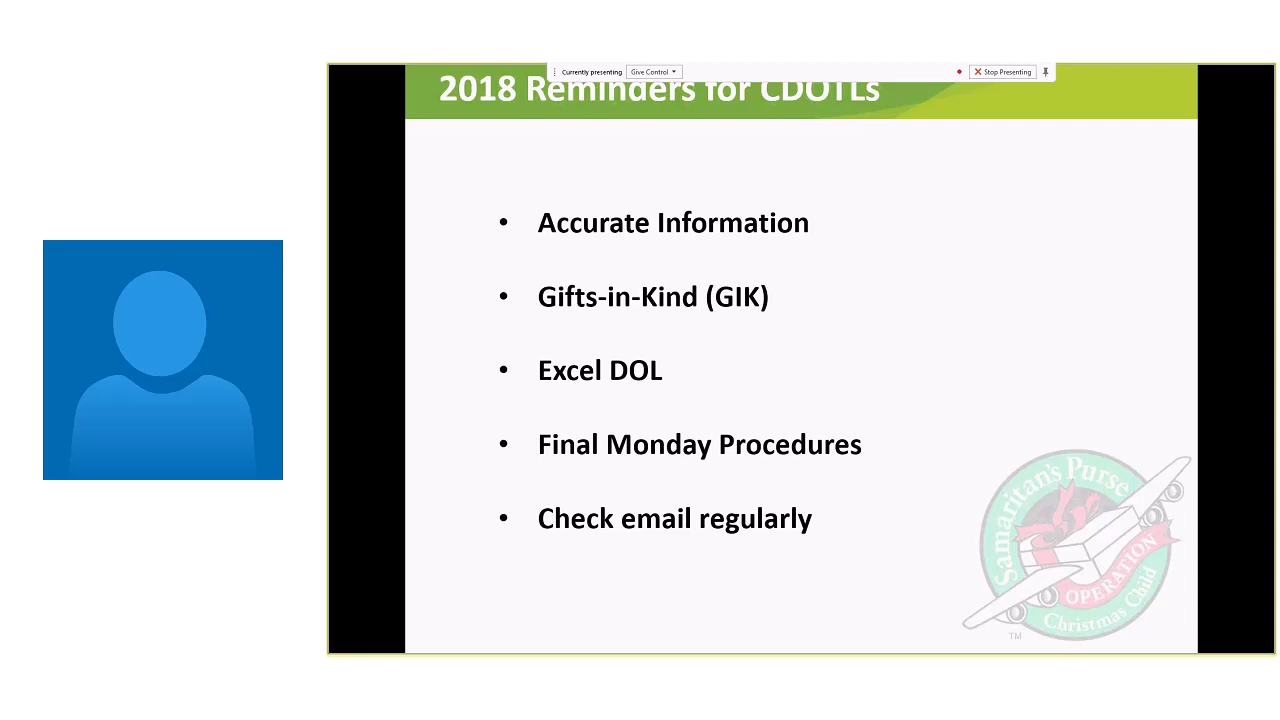 Currently presenting Give Control Stop Presenting
2018 Reminders for CDOTLs
• Accurate Information
• Gifts-in-Kind (GIK)
• Excel DOL
• Final Monday Procedures
• Check email regularly
Samaritan's Purse
OPERATION
Christmas Child
TM